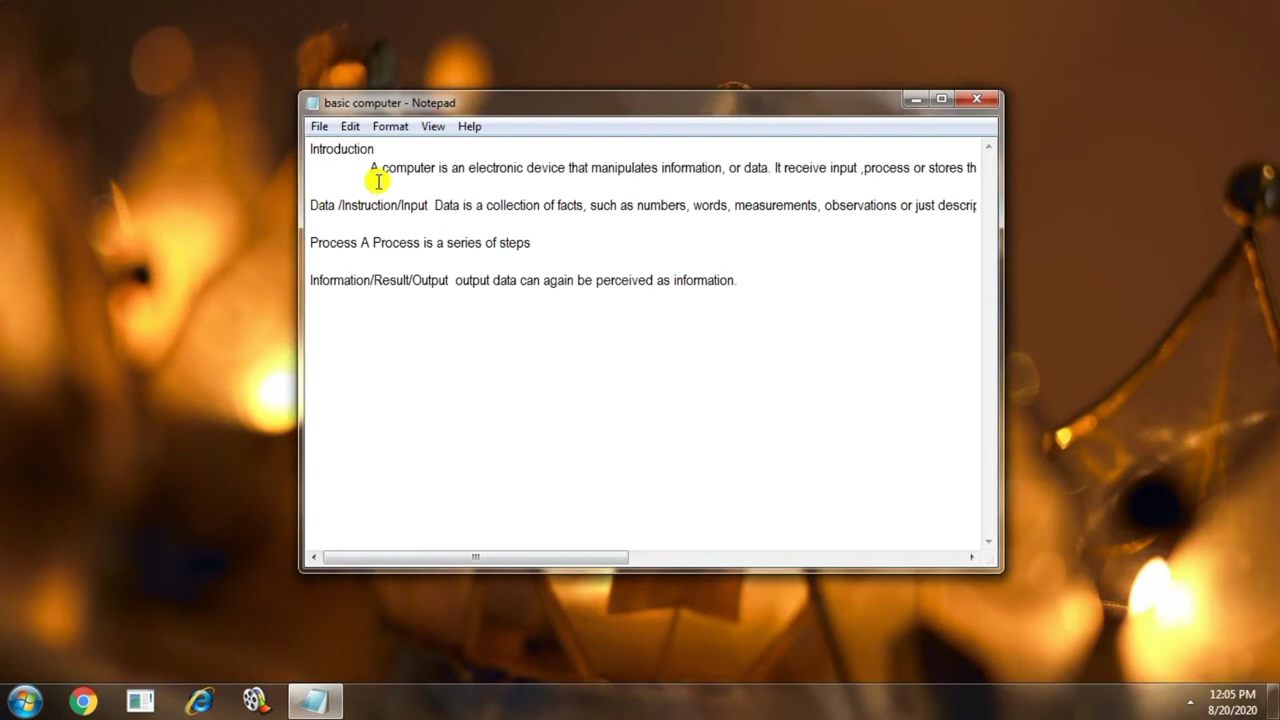 basic computer - Notepad
File Edit Format View Help
Introduction
A computer is an electronic device that manipulates information, or data. It receive input ,process or stores th
Data /Instruction/Input  Data is a collection of facts, such as numbers, words, measurements, observations or just descrip
Process A Process is a series of steps
Information/Result/Output  output data can again be perceived as information.
12:05 PM
8/20/2020